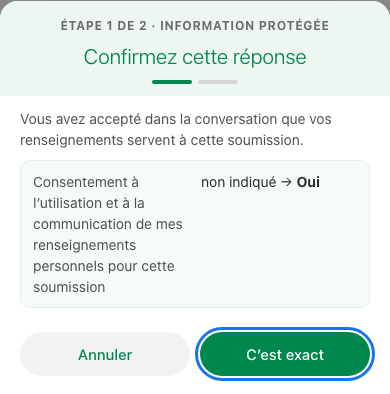 ÉTAPE 1 DE 2 · INFORMATION PROTÉGÉE
Confirmez cette réponse
Vous avez accepté dans la conversation que vos
renseignements servent à cette soumission.
Consentement à
l’utilisation et à la
communication de mes
renseignements
personnels pour cette
soumission
non indiqué → Oui
Annuler
C’est exact